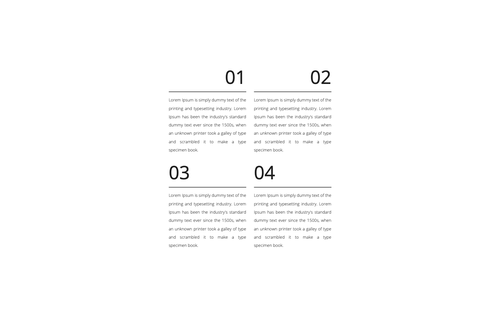 01
Lorem Ipsum is simply dummy text of the
printing and typesetting industry. Lorem
Ipsum has been the industry's standard
dummy text ever since the 1500s, when
an unknown printer took a galley of type
and scrambled it to make a type
specimen book.
02
Lorem Ipsum is simply dummy text of the
printing and typesetting industry. Lorem
Ipsum has been the industry's standard
dummy text ever since the 1500s, when
an unknown printer took a galley of type
and scrambled it to make a type
specimen book.
03
Lorem Ipsum is simply dummy text of the
printing and typesetting industry. Lorem
Ipsum has been the industry's standard
dummy text ever since the 1500s, when
an unknown printer took a galley of type
and scrambled it to make a type
specimen book.
04
Lorem Ipsum is simply dummy text of the
printing and typesetting industry. Lorem
Ipsum has been the industry's standard
dummy text ever since the 1500s, when
an unknown printer took a galley of type
and scrambled it to make a type
specimen book.